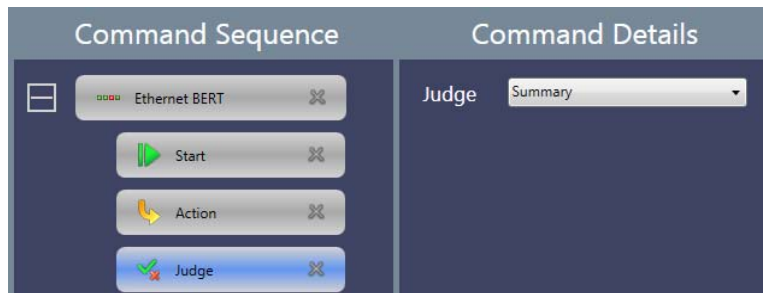 Command Sequence
Command Details
Ethernet BERT
Start
Action
Judge
Judge
Summary